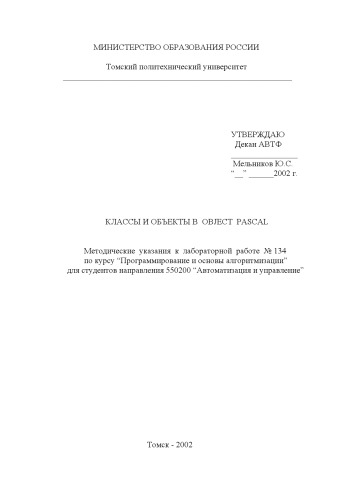 МИНИСТЕРСТВО ОБРАЗОВАНИЯ РОССИИ
Томский политехнический университет
УТВЕРЖДАЮ
Декан АВТФ
Мельников Ю.С.
“__” ______2002 г.
КЛАССЫ И ОБЪЕКТЫ В OBJECT PASCAL
Методические указания к лабораторной работе № 134
по курсу “Программирование и основы алгоритмизации”
для студентов направления 550200 “Автоматизация и управление”
Томск - 2002